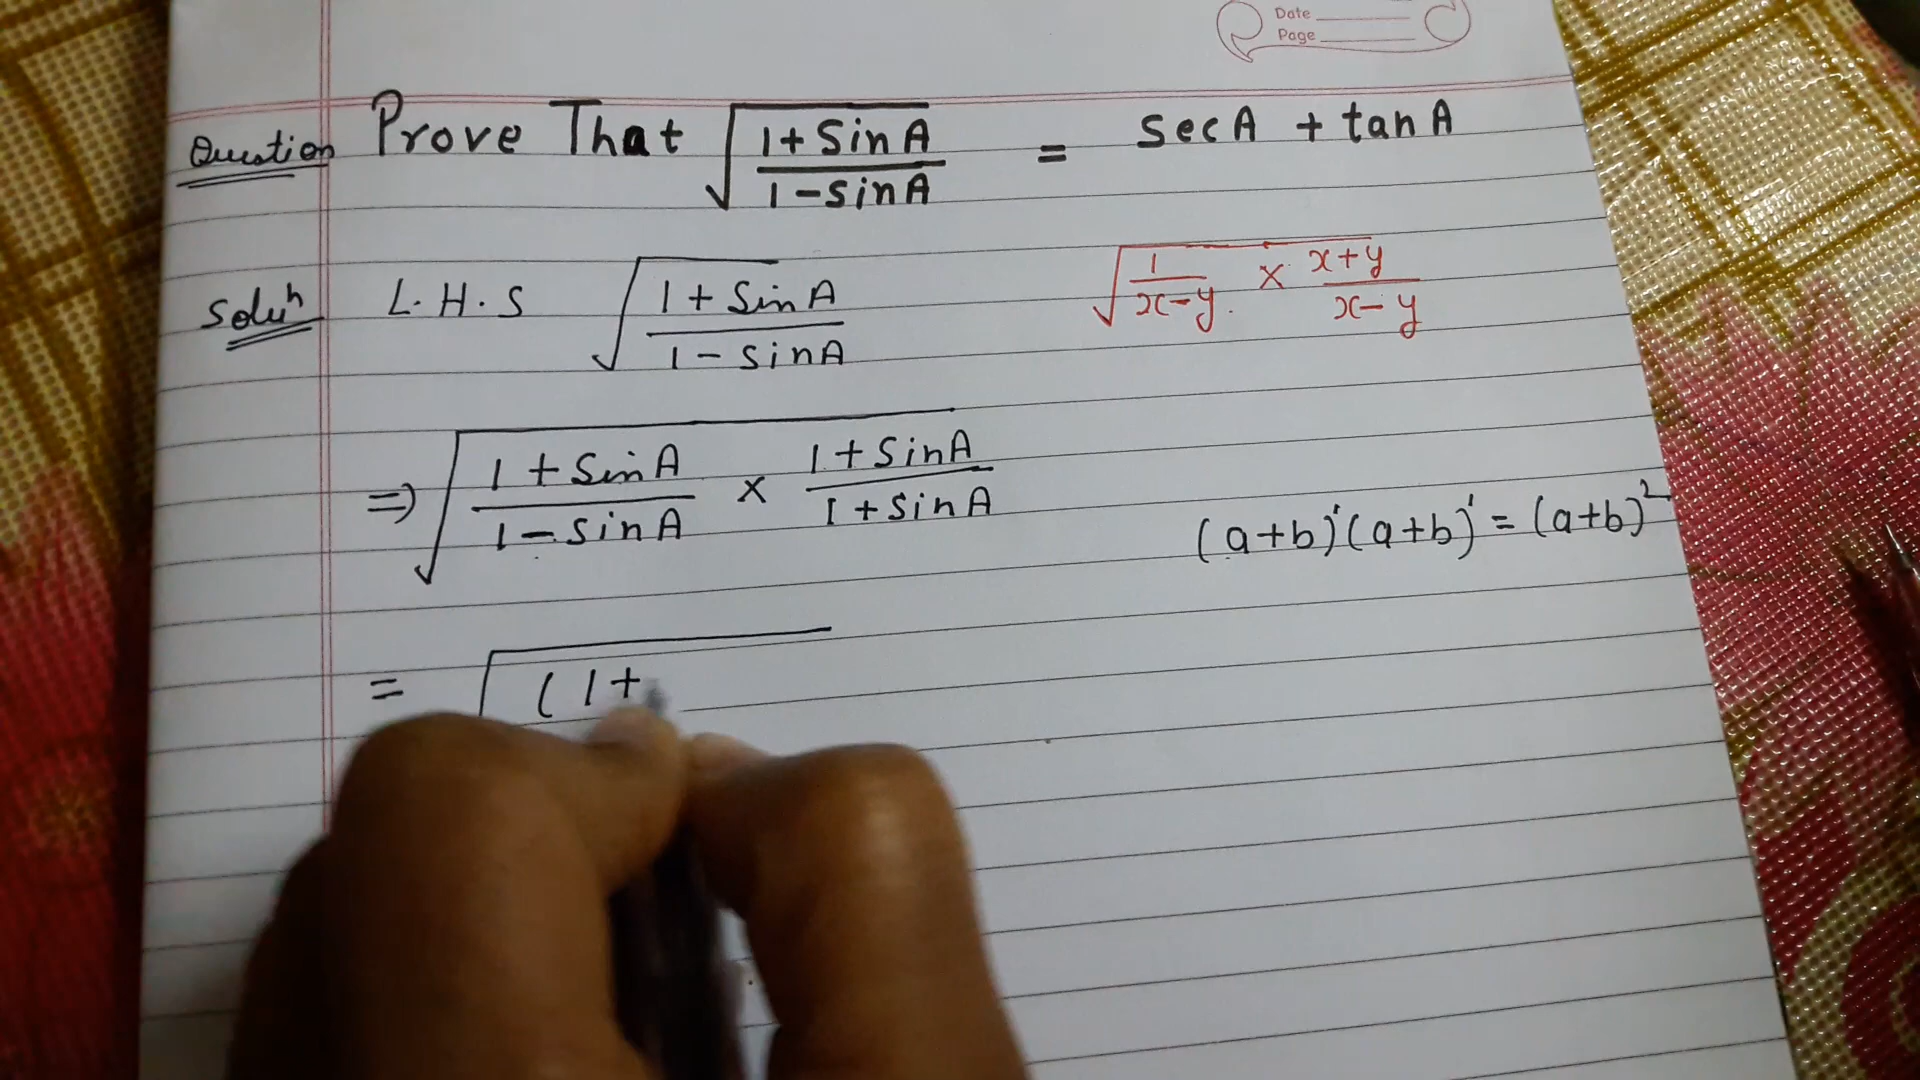 Date
Page
Question Prove That √(1+SinA)/(1-sinA) = secA + tanA
Soluⁿ L.H.S √(1+SinA)/(1-sinA)
√(1/(x-y) × (x+y)/(x-y))
⇒ √((1+SinA)/(1-sinA) × (1+SinA)/(1+sinA))
(a+b)¹(a+b)¹ = (a+b)²
= √(1+